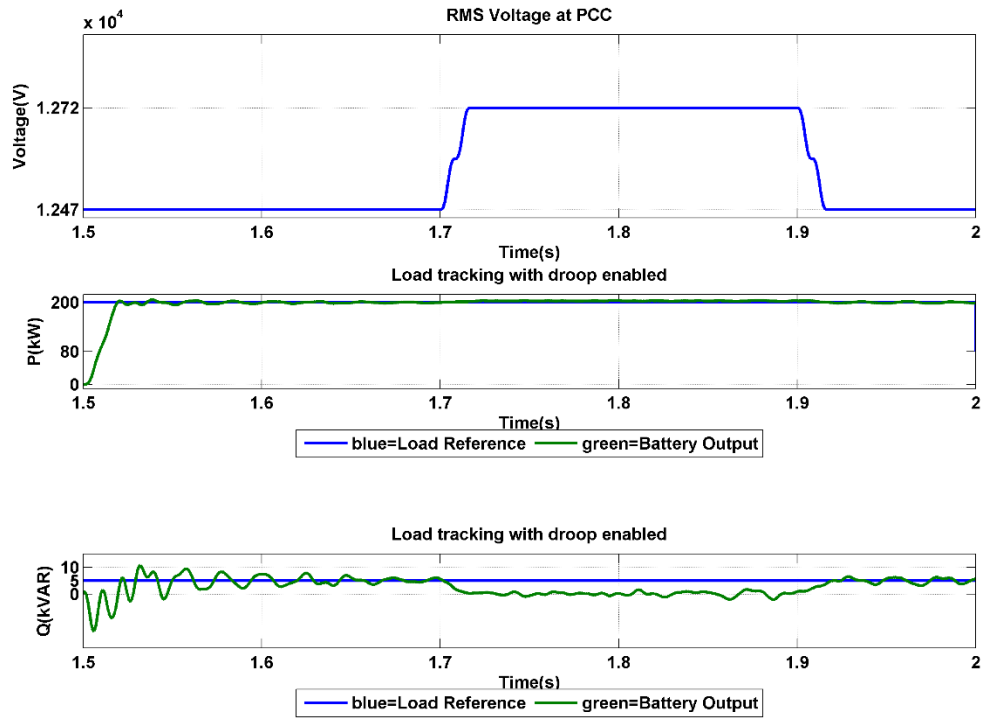 RMS Voltage at PCC
x 10^4
Voltage(V)
1.272
1.247
1.5 1.6 1.7 1.8 1.9 2
Time(s)
Load tracking with droop enabled
P(kW)
200
80
0
1.5 1.6 1.7 1.8 1.9 2
Time(s)
blue=Load Reference green=Battery Output
Load tracking with droop enabled
Q(kVAR)
10
5
0
1.5 1.6 1.7 1.8 1.9 2
Time(s)
blue=Load Reference green=Battery Output